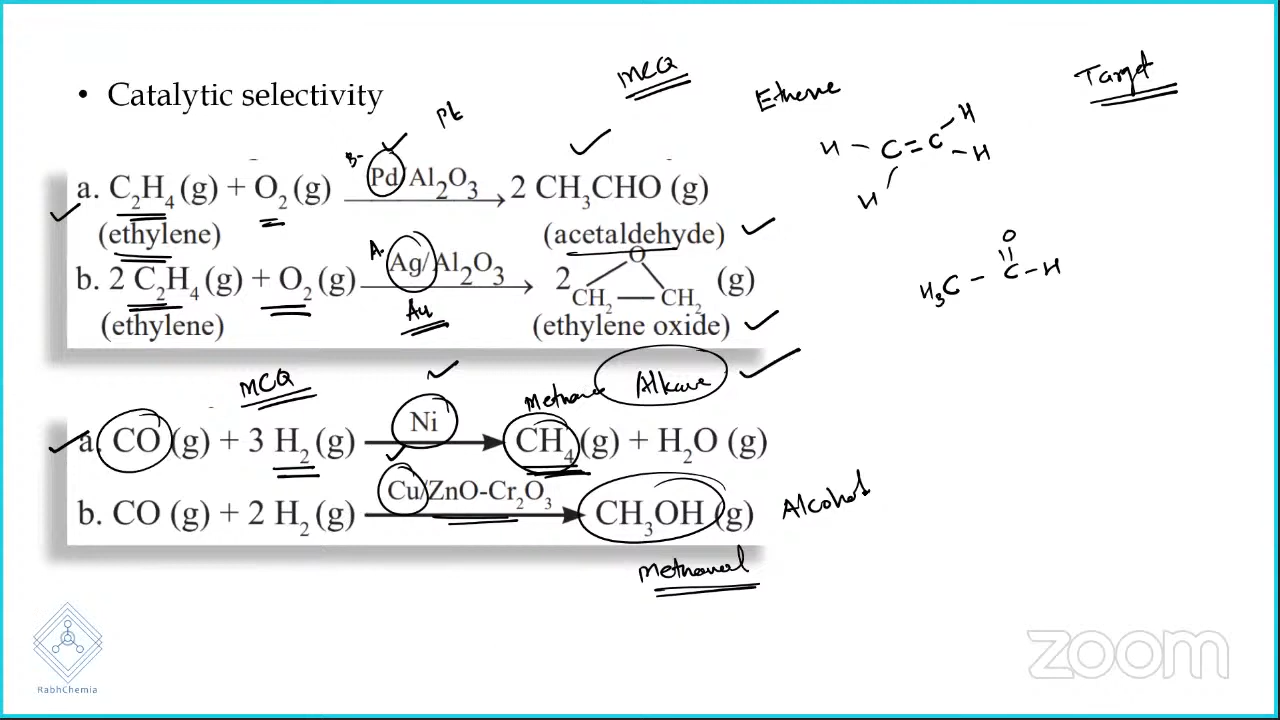 • Catalytic selectivity
MCQ
Ethene
Target
Pt
H – C = C – H
H
H
B-
a. C₂H₄ (g) + O₂ (g) Pd/Al₂O₃ 2 CH₃CHO (g)
(ethylene) (acetaldehyde)
A.
b. 2 C₂H₄ (g) + O₂ (g) Ag/Al₂O₃ 2 CH₂ — CH₂ O (g)
(ethylene) Au (ethylene oxide)
O
H₃C – C – H
MCQ
Methane Alkane
a. CO (g) + 3 H₂ (g) Ni CH₄ (g) + H₂O (g)
b. CO (g) + 2 H₂ (g) Cu/ZnO-Cr₂O₃ CH₃OH (g) Alcohol
Methanol
RabhChemia
zoom